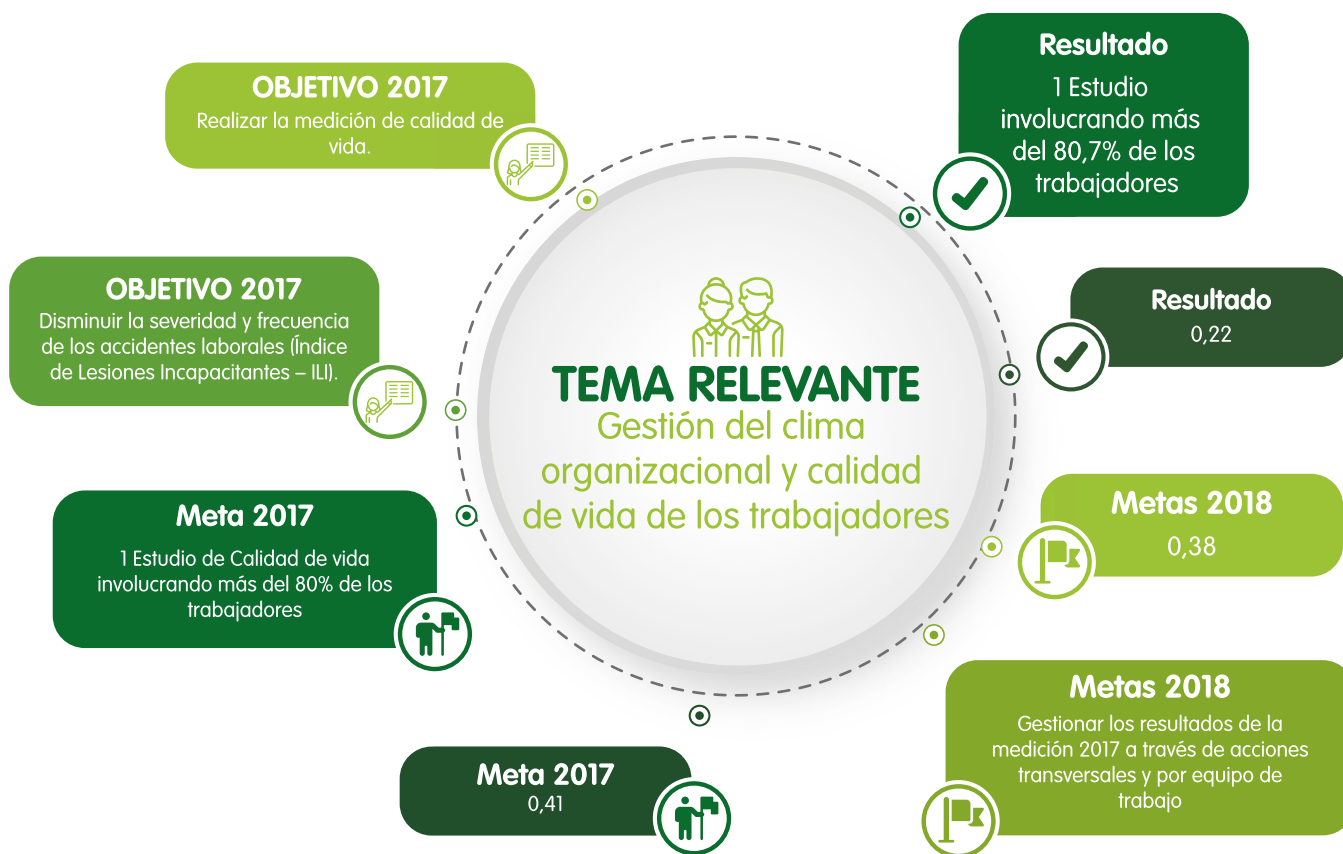 OBJETIVO 2017
Realizar la medición de calidad de
vida.
OBJETIVO 2017
Disminuir la severidad y frecuencia
de los accidentes laborales (Índice
de Lesiones Incapacitantes – ILI).
Meta 2017
1 Estudio de Calidad de vida
involucrando más del 80% de los
trabajadores
Meta 2017
0,41
TEMA RELEVANTE
Gestión del clima
organizacional y calidad
de vida de los trabajadores
Resultado
1 Estudio
involucrando más
del 80,7% de los
trabajadores
Resultado
0,22
Metas 2018
0,38
Metas 2018
Gestionar los resultados de la
medición 2017 a través de acciones
transversales y por equipo de
trabajo